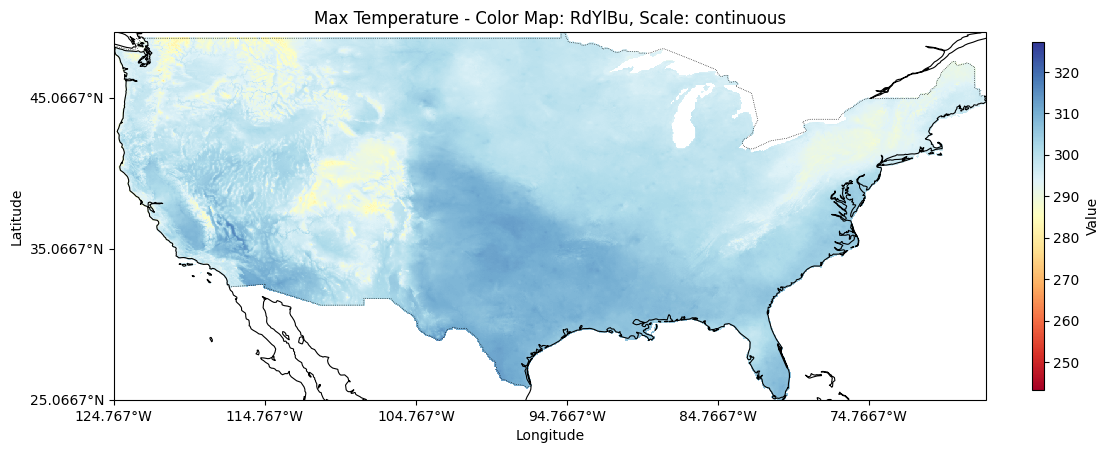 Max Temperature - Color Map: RdYlBu, Scale: continuous
45.0667°N
35.0667°N
25.0667°N
Latitude
124.767°W
114.767°W
104.767°W
94.7667°W
84.7667°W
74.7667°W
Longitude
320
310
300
290
280
270
260
250
Value